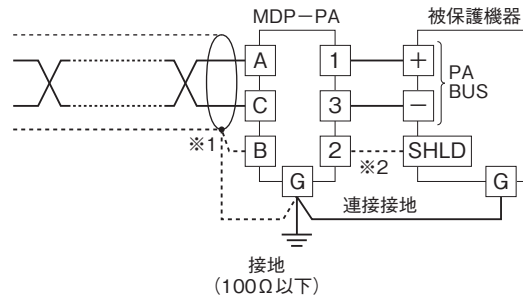 MDP−PA
被保護機器
A
1
+
PA
BUS
C
3
−
※1
B
2
※2
SHLD
G
G
連接接地
接地
（100Ω以下）